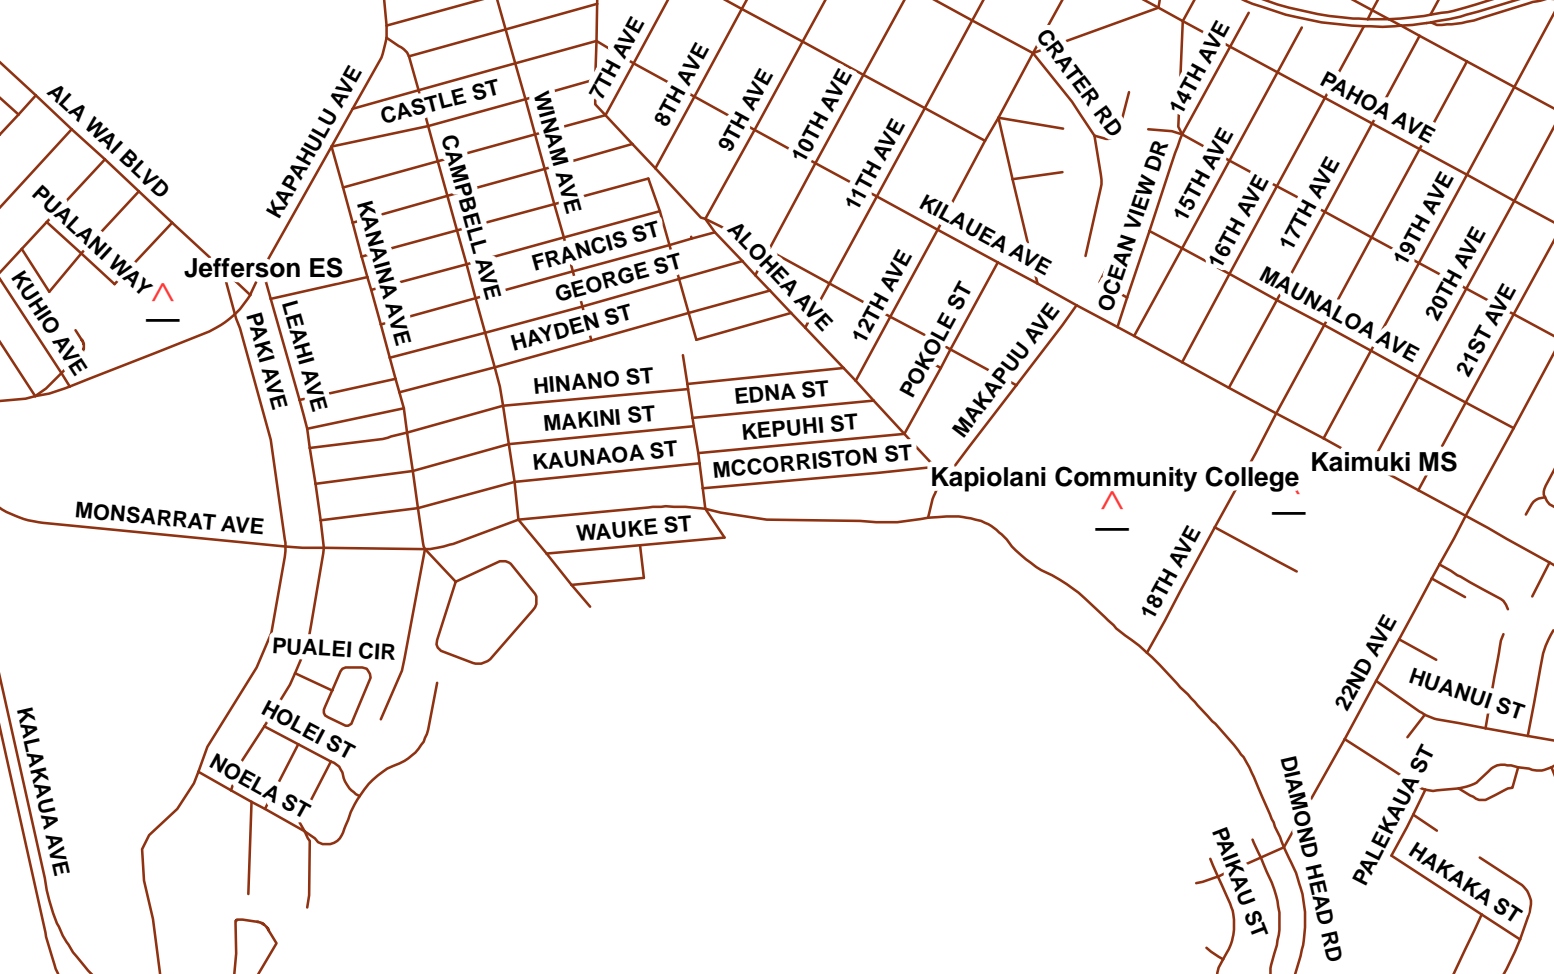 7TH AVE
8TH AVE
9TH AVE
10TH AVE
11TH AVE
CRATER RD
14TH AVE
PAHOA AVE
ALA WAI BLVD
KAPAHULU AVE
CASTLE ST
WINAM AVE
CAMPBELL AVE
OCEAN VIEW DR
15TH AVE
16TH AVE
17TH AVE
19TH AVE
20TH AVE
21ST AVE
PUALANI WAY
KANAINA AVE
FRANCIS ST
GEORGE ST
HAYDEN ST
ALOHEA AVE
KILAUEA AVE
MAUNALOA AVE
12TH AVE
POKOLE ST
MAKAPUU AVE
Jefferson ES
KUHIO AVE
PAKI AVE
LEAHI AVE
HINANO ST
EDNA ST
MAKINI ST
KEPUHI ST
KAUNAOA ST
MCCORRISTON ST
Kapiolani Community College
Kaimuki MS
MONSARRAT AVE
WAUKE ST
18TH AVE
22ND AVE
PUALEI CIR
HUANUI ST
HOLEI ST
NOELA ST
KALAKAUA AVE
DIAMOND HEAD RD
PALEKAUA ST
PAIKAU ST
HAKAKA ST